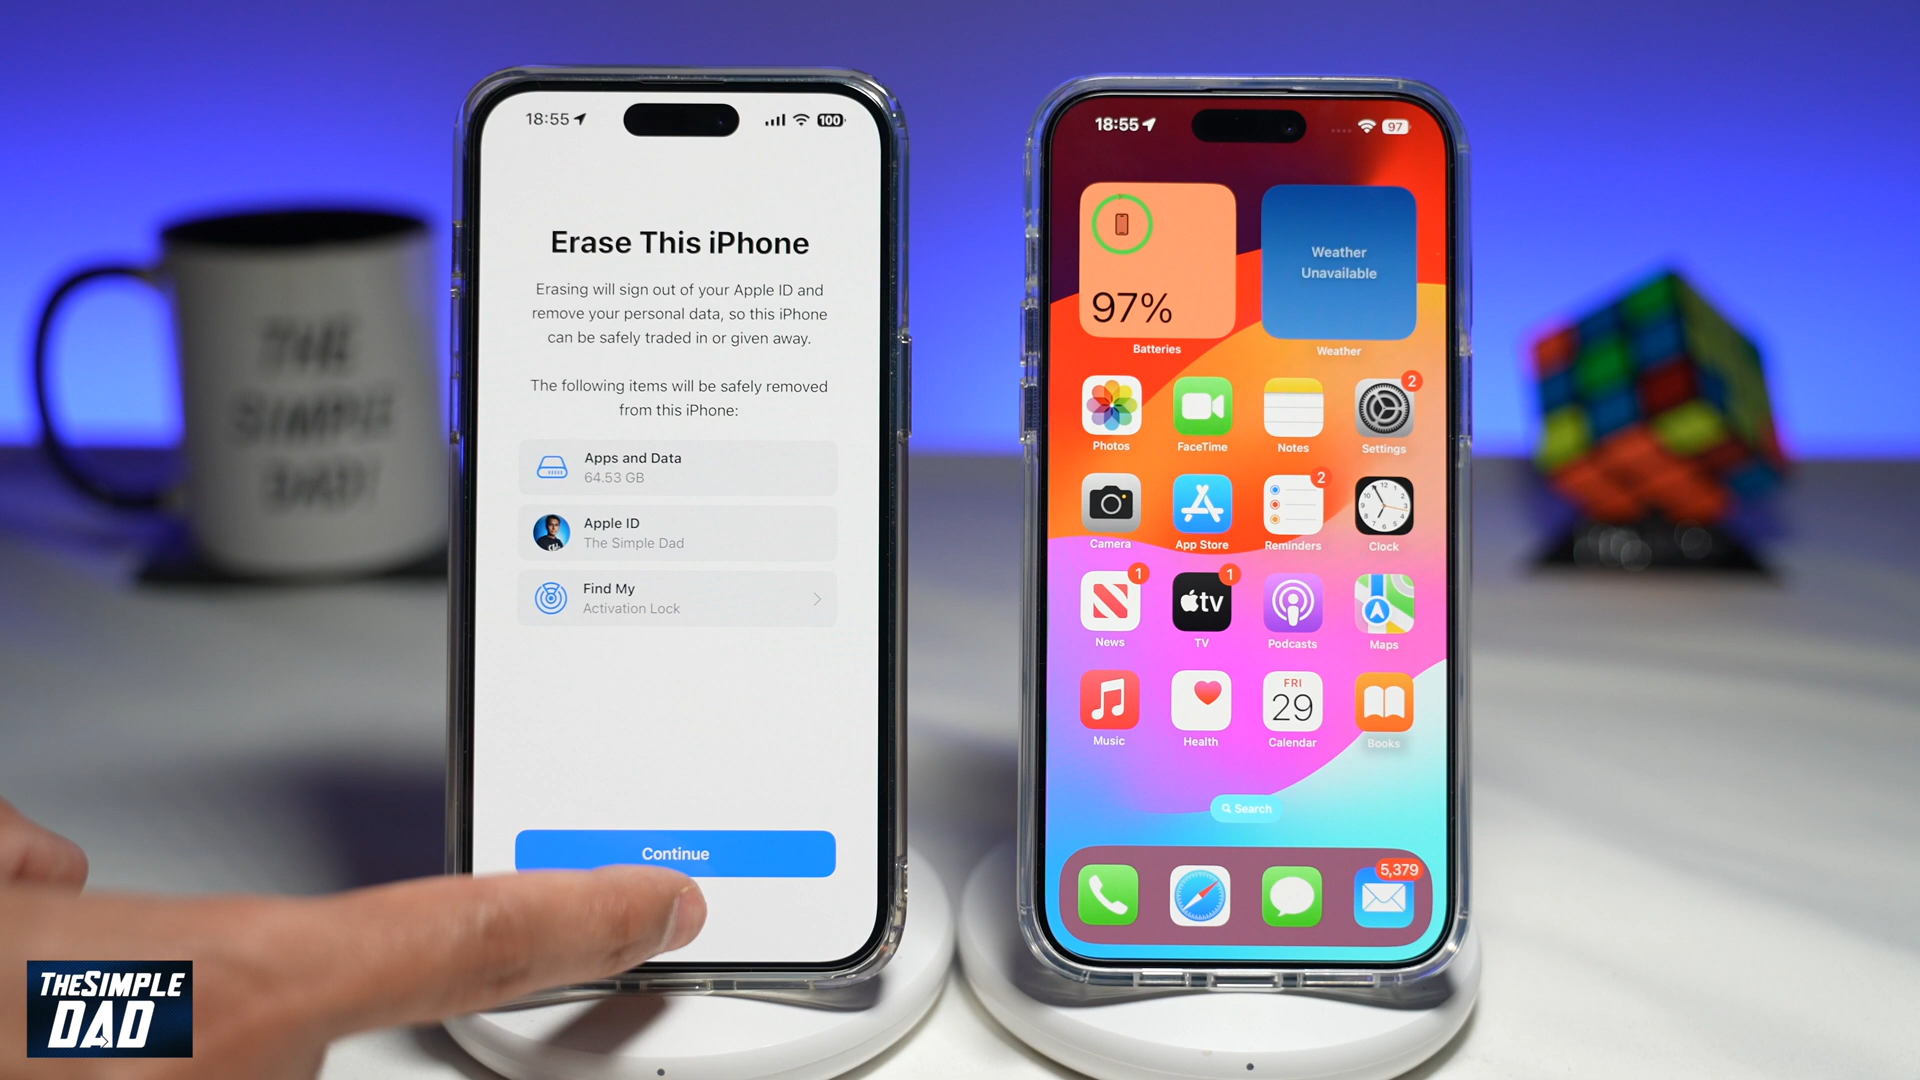 THE
SIMPLE
DAD!
18:55
100
Erase This iPhone
Erasing will sign out of your Apple ID and
remove your personal data, so this iPhone
can be safely traded in or given away.
The following items will be safely removed
from this iPhone:
Apps and Data
64.53 GB
Apple ID
The Simple Dad
Find My
Activation Lock
Continue
18:55
97
97%
Batteries
Weather
Unavailable
Weather
Photos
FaceTime
Notes
2
Settings
Camera
App Store
2
Reminders
12
Clock
1
News
1
tv
TV
Podcasts
Maps
Music
Health
FRI
29
Calendar
Books
Search
5,379
THESIMPLE
DAD